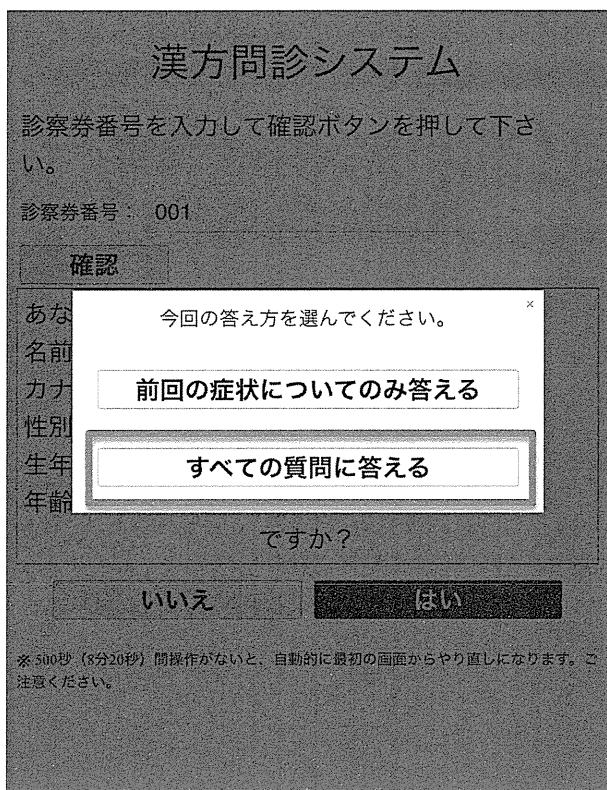 漢方問診システム
診察券番号を入力して確認ボタンを押して下さ
い。
診察券番号： 001
確認
あな
名前
カナ
性別
生年
年齢
今回の答え方を選んでください。
×
前回の症状についてのみ答える
すべての質問に答える
ですか？
いいえ
はい
※ 500秒（8分20秒）間操作がないと、自動的に最初の画面からやり直しになります。ご
注意ください。